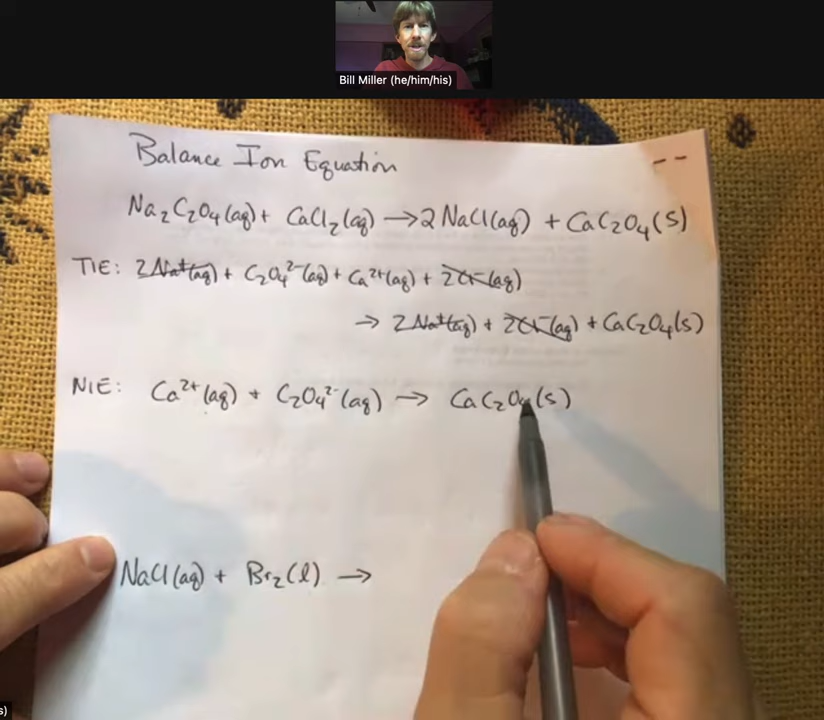 Bill Miller (he/him/his)
Balance Ion Equation
--
Na₂C₂O₄(aq) + CaCl₂(aq) → 2 NaCl(aq) + CaC₂O₄(s)
TIE: 2Na⁺(aq) + C₂O₄²⁻(aq) + Ca²⁺(aq) + 2Cl⁻(aq)
→ 2Na⁺(aq) + 2Cl⁻(aq) + CaC₂O₄(s)
NIE: Ca²⁺(aq) + C₂O₄²⁻(aq) → CaC₂O₄(s)
NaCl(aq) + Br₂(l) →
s)